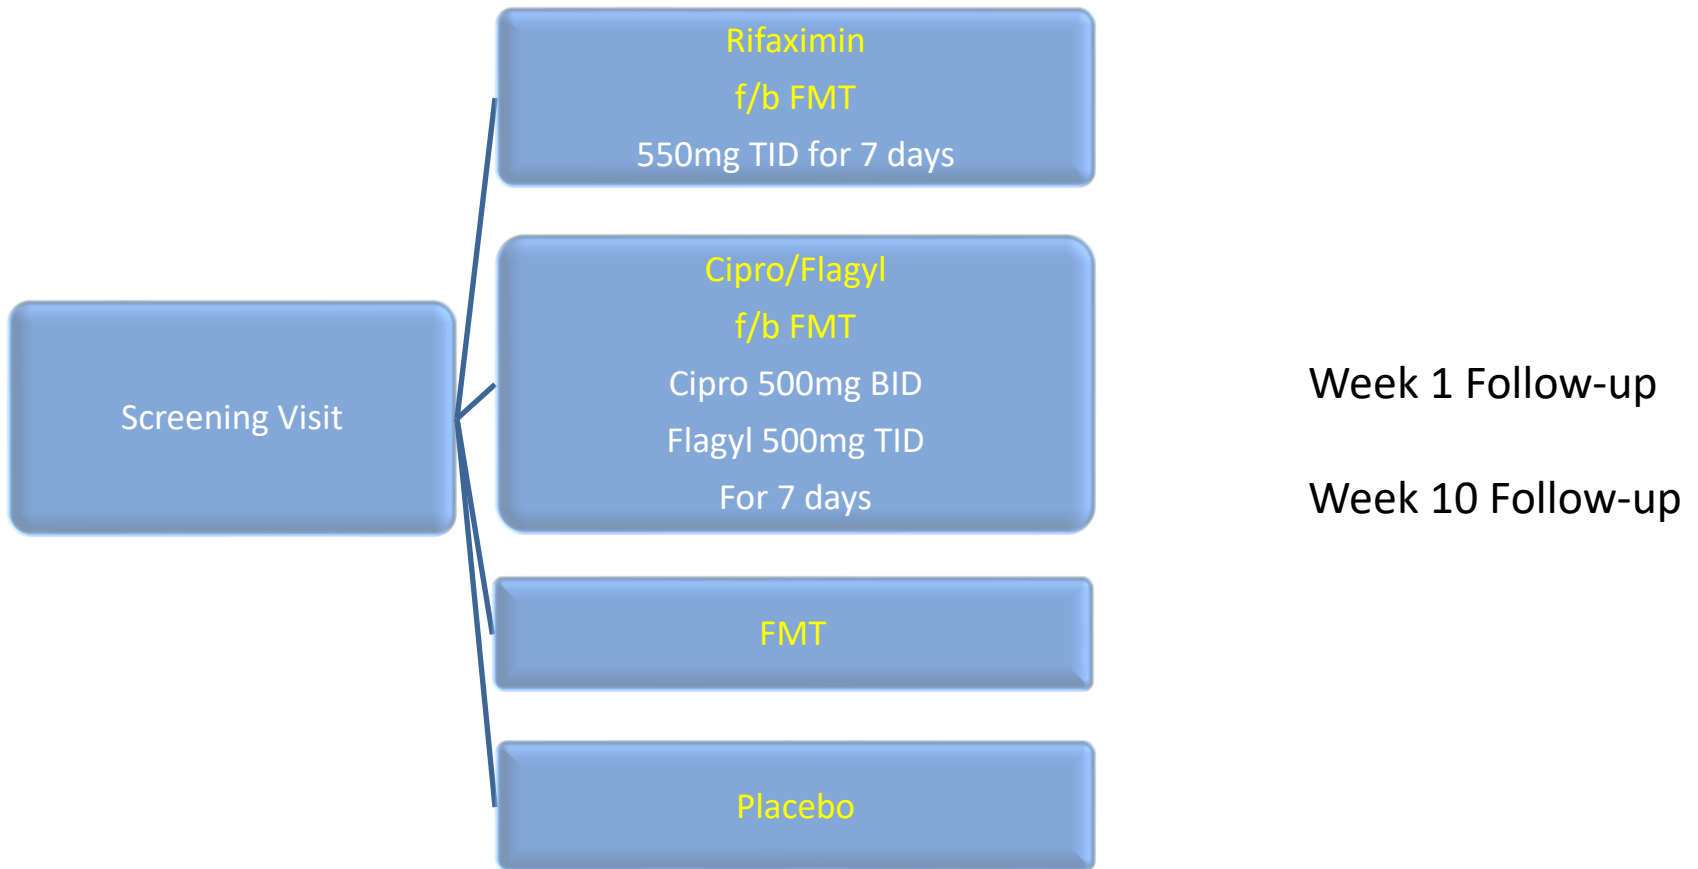 Screening Visit
Rifaximin
f/b FMT
550mg TID for 7 days
Cipro/Flagyl
f/b FMT
Cipro 500mg BID
Flagyl 500mg TID
For 7 days
FMT
Placebo
Week 1 Follow-up
Week 10 Follow-up